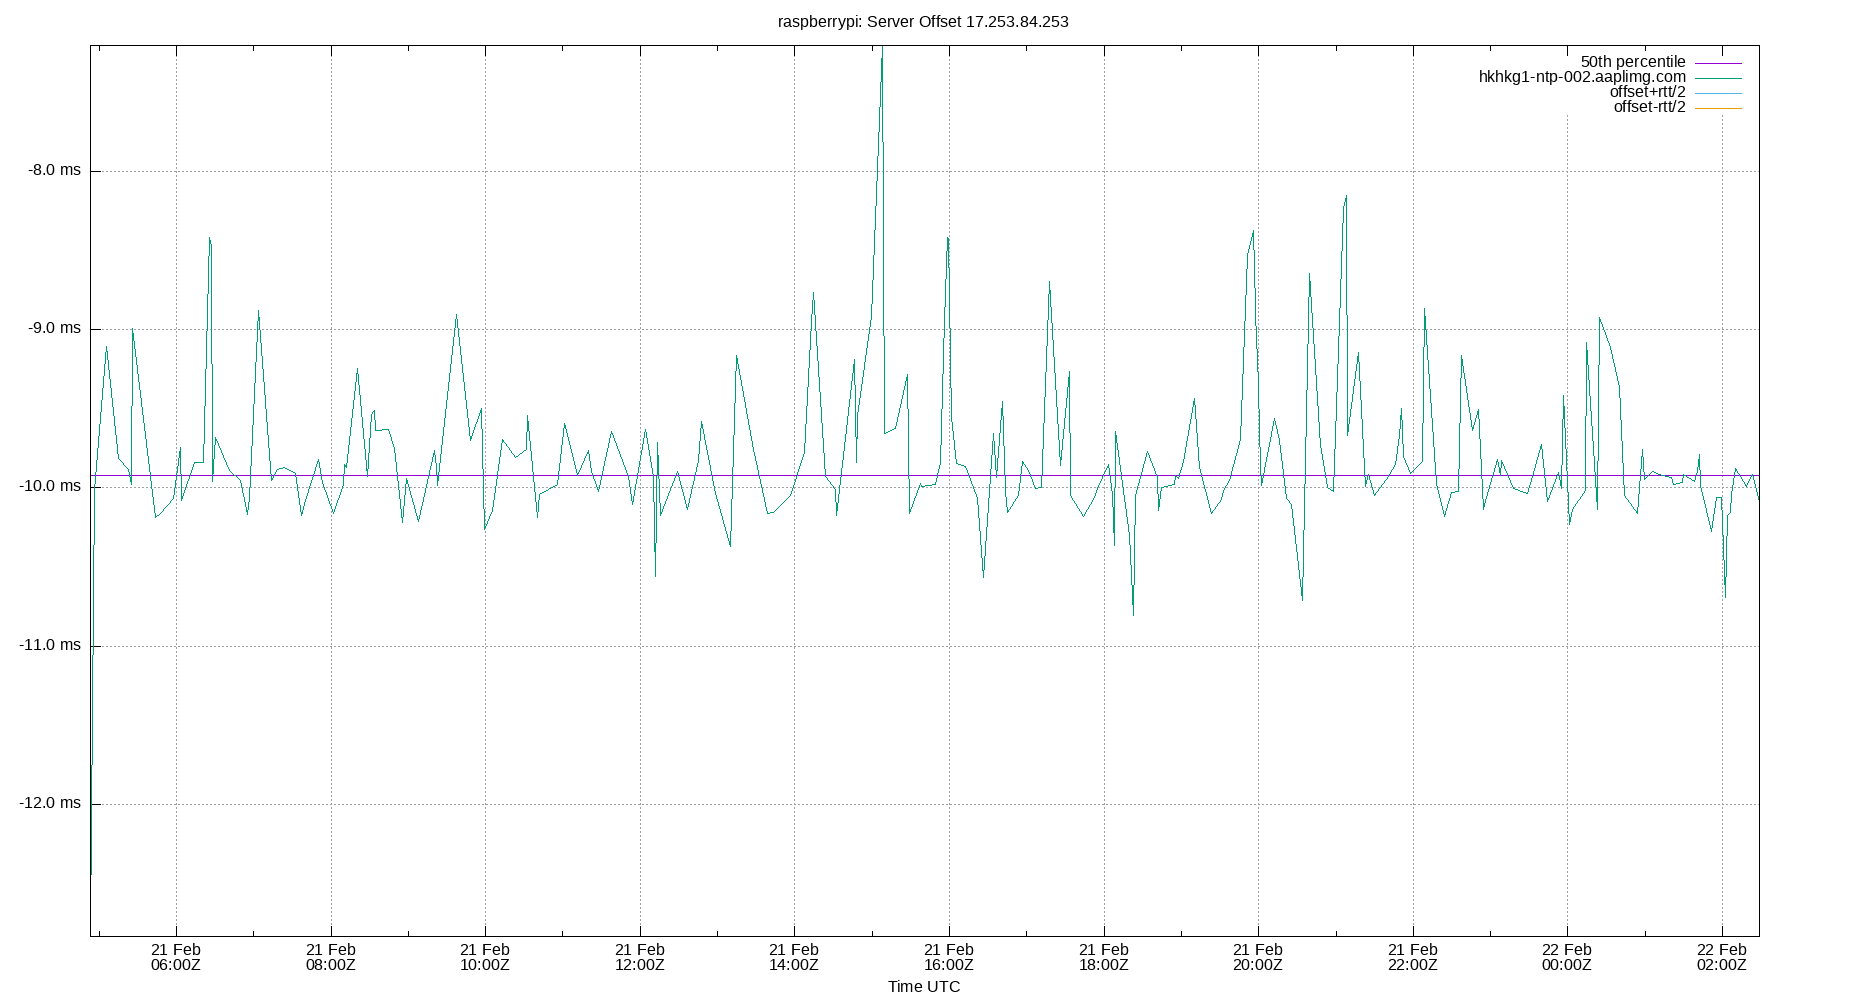 raspberrypi: Server Offset 17.253.84.253
50th percentile
hkhkg1-ntp-002.aaplimg.com
offset+rtt/2
offset-rtt/2
-8.0 ms
-9.0 ms
-10.0 ms
-11.0 ms
-12.0 ms
21 Feb 21 Feb 21 Feb 21 Feb 21 Feb 21 Feb 21 Feb 21 Feb 21 Feb 22 Feb 22 Feb
06:00Z 08:00Z 10:00Z 12:00Z 14:00Z 16:00Z 18:00Z 20:00Z 22:00Z 00:00Z 02:00Z
Time UTC